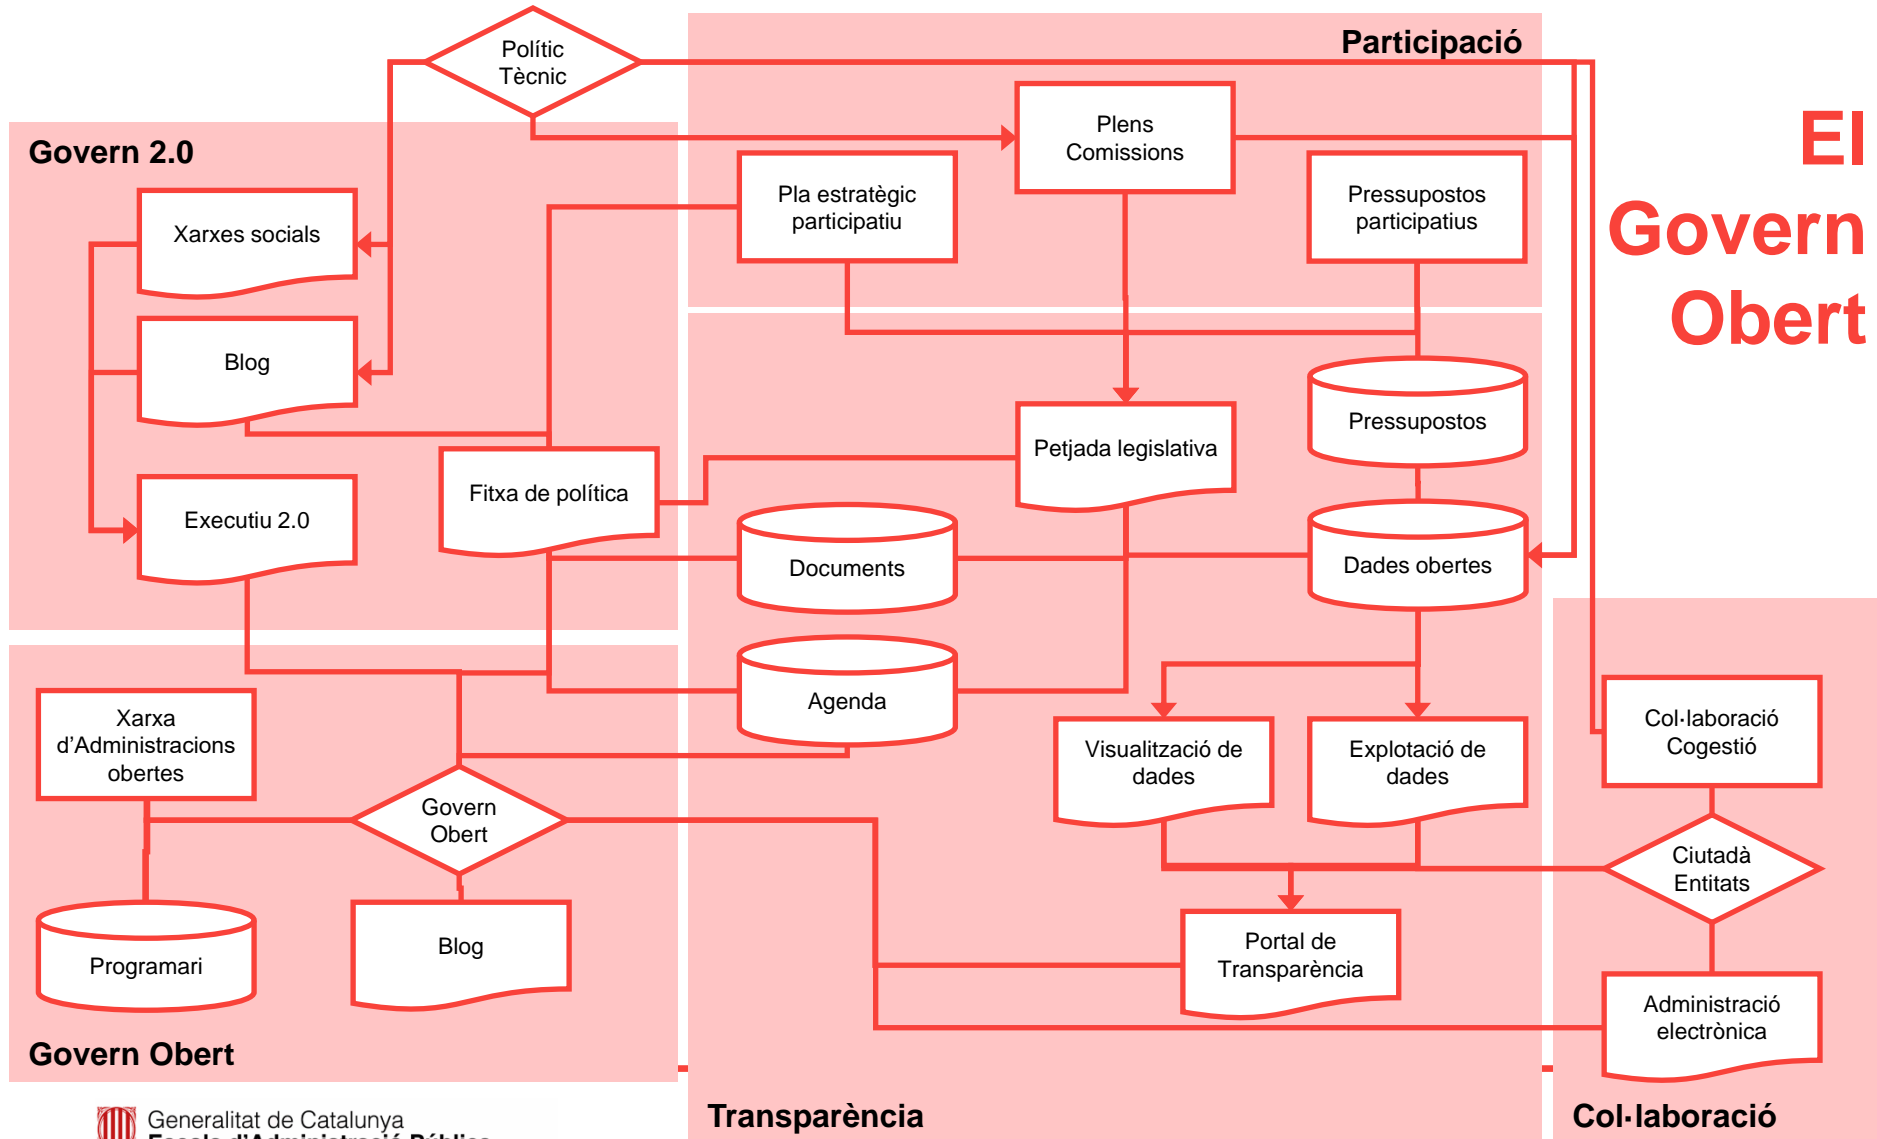 Polític
Tècnic
Participació
El
Govern
Obert
Govern 2.0
Plens
Comissions
Pla estratègic
participatiu
Pressupostos
participatius
Xarxes socials
Blog
Pressupostos
Petjada legislativa
Fitxa de política
Executiu 2.0
Documents
Dades obertes
Agenda
Xarxa
d'Administracions
obertes
Visualització de
dades
Explotació de
dades
Col·laboració
Cogestió
Govern
Obert
Ciutadà
Entitats
Programari
Blog
Portal de
Transparència
Administració
electrònica
Govern Obert
Transparència
Col·laboració
Generalitat de Catalunya
Escola d'Administració Pública